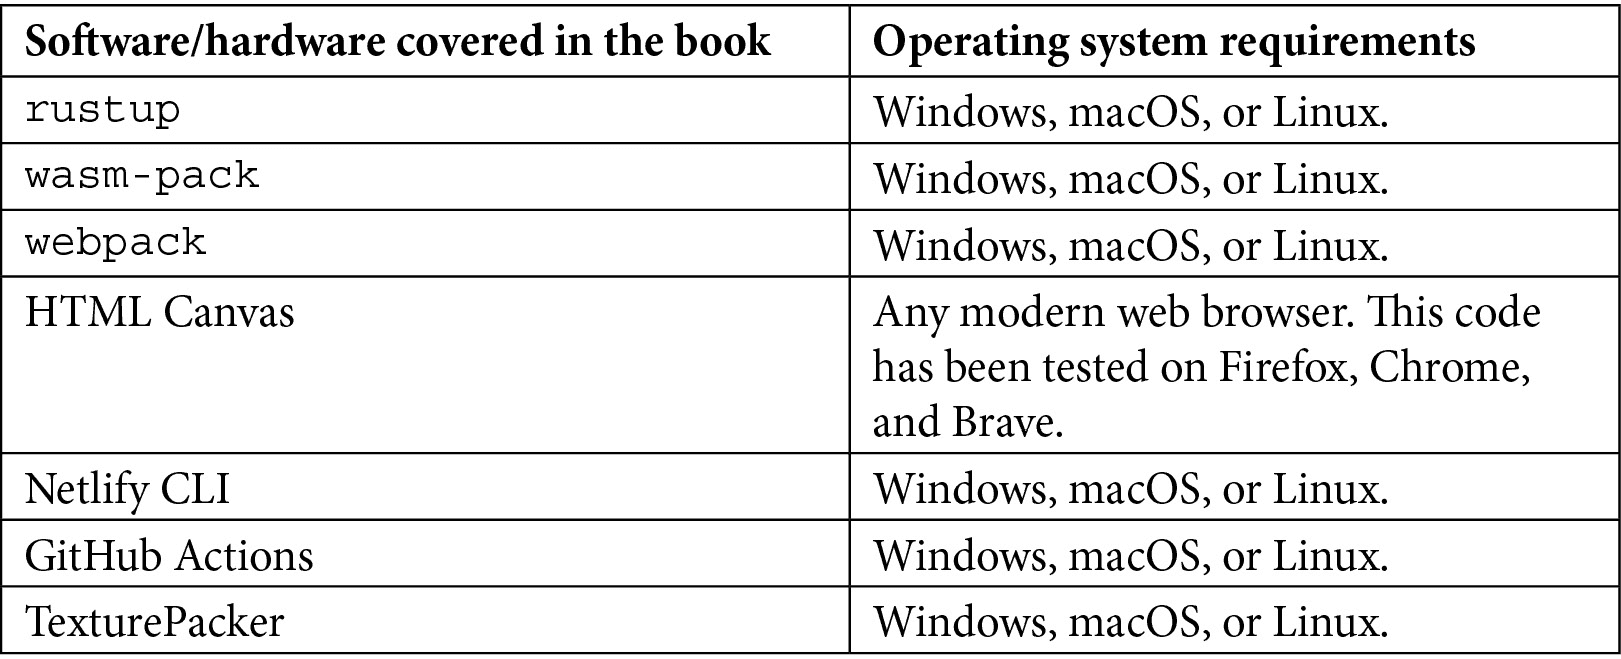 Software/hardware covered in the book
Operating system requirements
rustup
Windows, macOS, or Linux.
wasm-pack
Windows, macOS, or Linux.
webpack
Windows, macOS, or Linux.
HTML Canvas
Any modern web browser. This code
has been tested on Firefox, Chrome,
and Brave.
Netlify CLI
Windows, macOS, or Linux.
GitHub Actions
Windows, macOS, or Linux.
TexturePacker
Windows, macOS, or Linux.